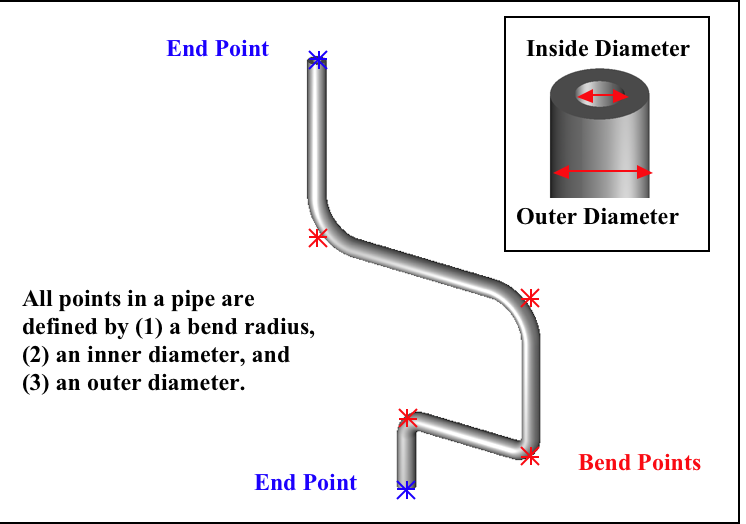 End Point
Inside Diameter
Outer Diameter
All points in a pipe are
defined by (1) a bend radius,
(2) an inner diameter, and
(3) an outer diameter.
Bend Points
End Point